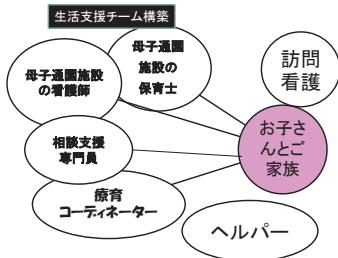 生活支援チーム構築
母子通園
施設の
保育士
訪問
看護
母子通園施設
の看護師
お子さ
んとご
家族
相談支援
専門員
療育
コーディネーター
ヘルパー